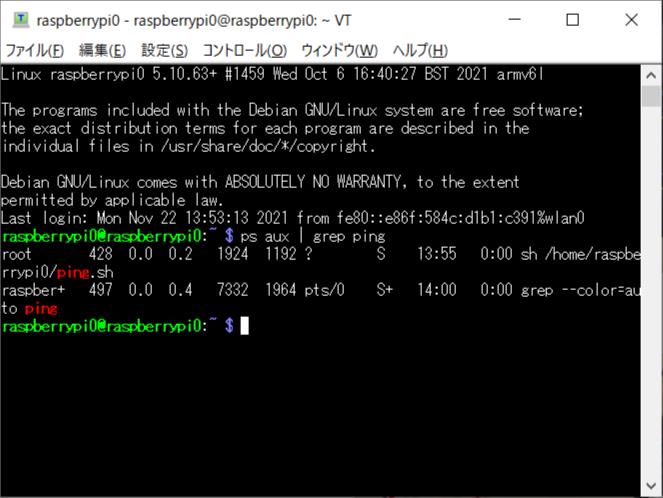 raspberrypi0 - raspberrypi0@raspberrypi0: ~ VT
ファイル(F) 編集(E) 設定(S) コントロール(O) ウィンドウ(W) ヘルプ(H)
Linux raspberrypi0 5.10.63+ #1459 Wed Oct 6 16:40:27 BST 2021 armv6l
The programs included with the Debian GNU/Linux system are free software;
the exact distribution terms for each program are described in the
individual files in /usr/share/doc/*/copyright.
Debian GNU/Linux comes with ABSOLUTELY NO WARRANTY, to the extent
permitted by applicable law.
Last login: Mon Nov 22 13:53:13 2021 from fe80::e86f:584c:d1b1:c391%wlan0
raspberrypi0@raspberrypi0:~ $ ps aux | grep ping
root 428 0.0 0.2 1924 1192 ? S 13:55 0:00 sh /home/raspbe
rrypi0/ping.sh
raspber+ 497 0.0 0.4 7332 1964 pts/0 S+ 14:00 0:00 grep --color=au
to ping
raspberrypi0@raspberrypi0:~ $